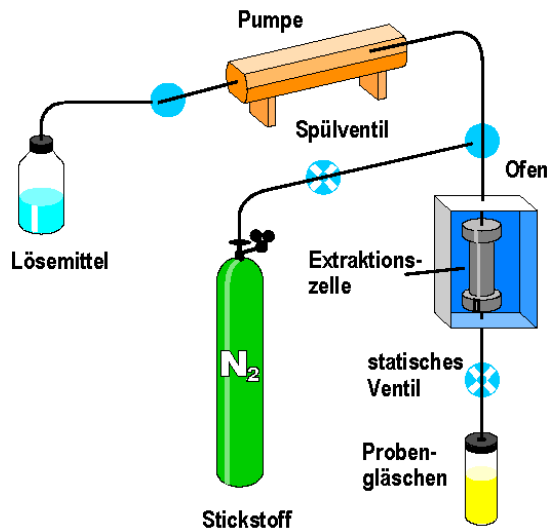 Pumpe
Spülventil
Ofen
Lösemittel
Extraktions-
zelle
N₂
statisches
Ventil
Proben-
gläschen
Stickstoff